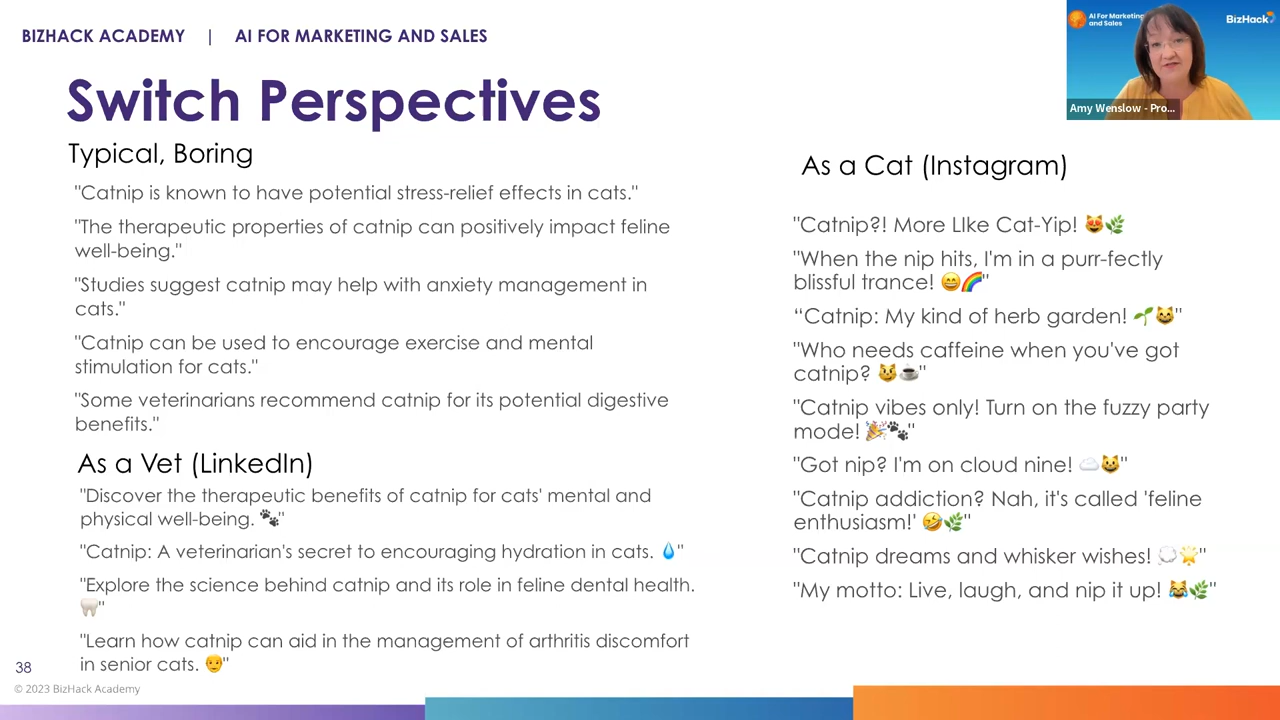 BIZHACK ACADEMY | AI FOR MARKETING AND SALES
Switch Perspectives
Typical, Boring
"Catnip is known to have potential stress-relief effects in cats."
"The therapeutic properties of catnip can positively impact feline
well-being."
"Studies suggest catnip may help with anxiety management in
cats."
"Catnip can be used to encourage exercise and mental
stimulation for cats."
"Some veterinarians recommend catnip for its potential digestive
benefits."
As a Vet (LinkedIn)
"Discover the therapeutic benefits of catnip for cats' mental and
physical well-being. 🐾"
"Catnip: A veterinarian's secret to encouraging hydration in cats. 💧"
"Explore the science behind catnip and its role in feline dental health.
🦷"
"Learn how catnip can aid in the management of arthritis discomfort
in senior cats. 👴"
As a Cat (Instagram)
"Catnip?! More LIke Cat-Yip! 😻🌿
"When the nip hits, I'm in a purr-fectly
blissful trance! 😄🌈"
“Catnip: My kind of herb garden! 🌱😺"
"Who needs caffeine when you've got
catnip? 😼☕"
"Catnip vibes only! Turn on the fuzzy party
mode! 🎉🐾"
"Got nip? I'm on cloud nine! ☁️😺"
"Catnip addiction? Nah, it's called 'feline
enthusiasm!' 🤣🌿"
"Catnip dreams and whisker wishes! 💭🌟"
"My motto: Live, laugh, and nip it up! 😹🌿"
AI For Marketing
and Sales
BizHack
Amy Wenslow - Pro...
38
© 2023 BizHack Academy